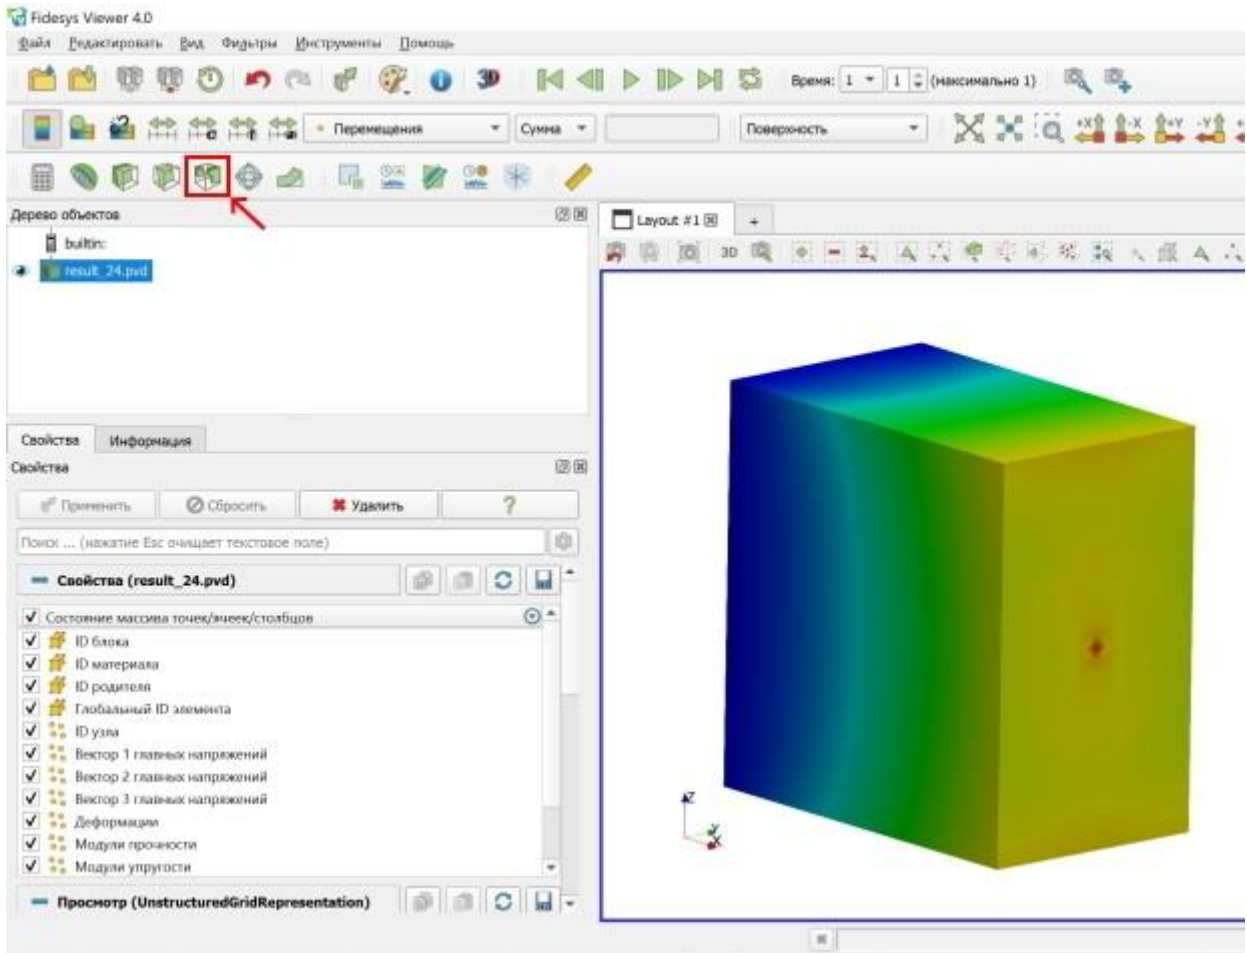 Fidesys Viewer 4.0
Файл Редактировать Вид Фильтры Инструменты Помощь
3D Время: 1 1 (максимально 1)
Перемещения Сумма Поверхность +X -X +Y -Y
Дерево объектов
builtin:
result_24.pvd
Layout #1 +
3D
Свойства Информация
Свойства
Применить Сбросить Удалить ?
Поиск ... (нажатие Esc очищает текстовое поле)
Свойства (result_24.pvd)
Состояние массива точек/ячеек/столбцов
ID блока
ID материала
ID родителя
Глобальный ID элемента
ID узла
Вектор 1 главных напряжений
Вектор 2 главных напряжений
Вектор 3 главных напряжений
Деформации
Модули прочности
Модули упругости
Просмотр (UnstructuredGridRepresentation)
Z
Y
X